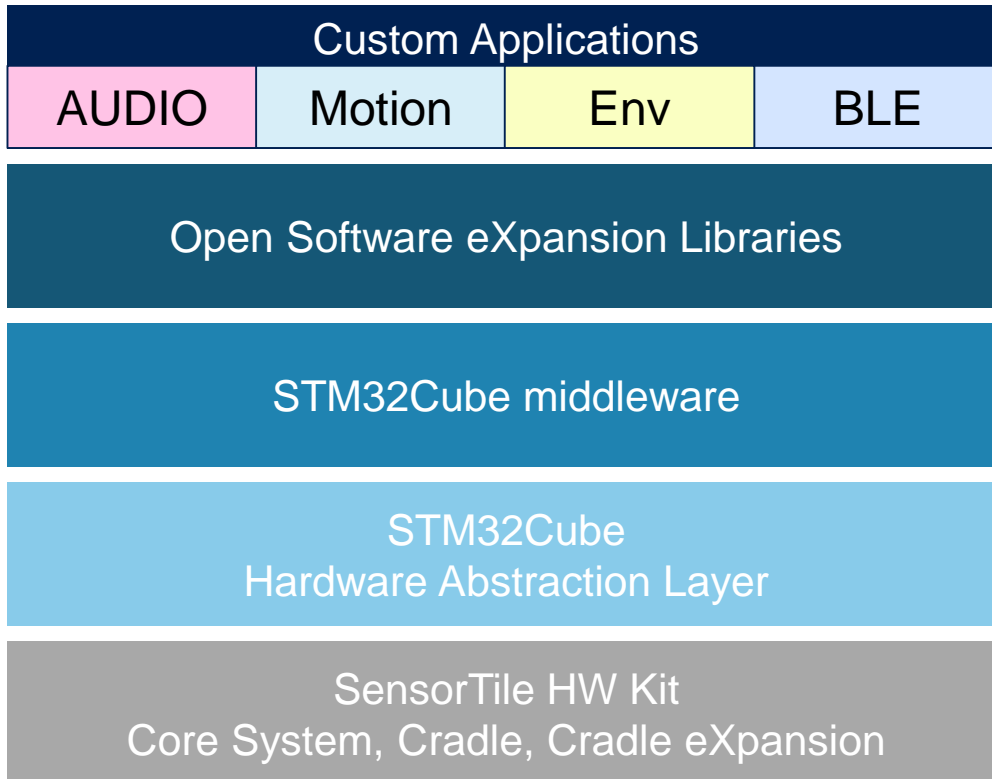 Custom Applications
AUDIO Motion Env BLE
Open Software eXpansion Libraries
STM32Cube middleware
STM32Cube
Hardware Abstraction Layer
SensorTile HW Kit
Core System, Cradle, Cradle eXpansion